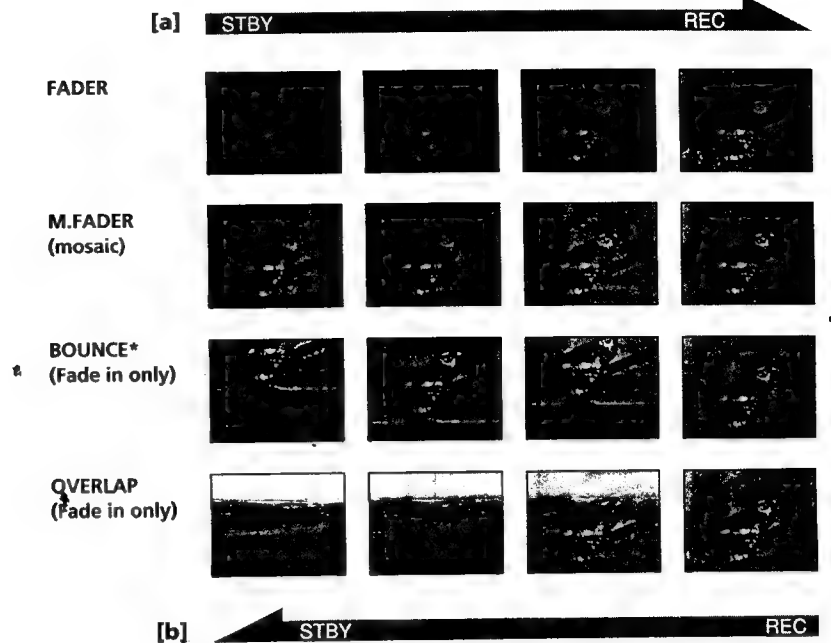 [a] STBY REC
FADER
M.FADER
(mosaic)
BOUNCE*
(Fade in only)
OVERLAP
(Fade in only)
[b] STBY REC